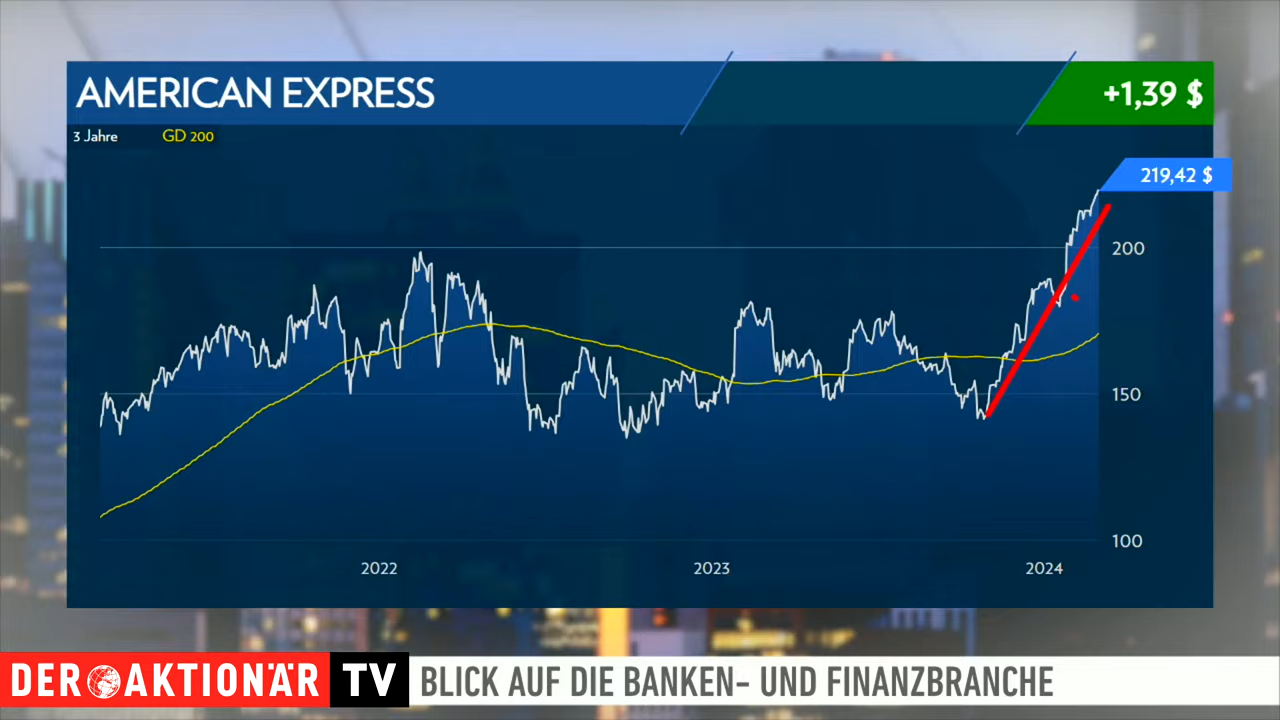 AMERICAN EXPRESS
+1,39 $
3 Jahre GD 200
219,42 $
200
150
100
2022 2023 2024
DER AKTIONÄR TV
BLICK AUF DIE BANKEN- UND FINANZBRANCHE